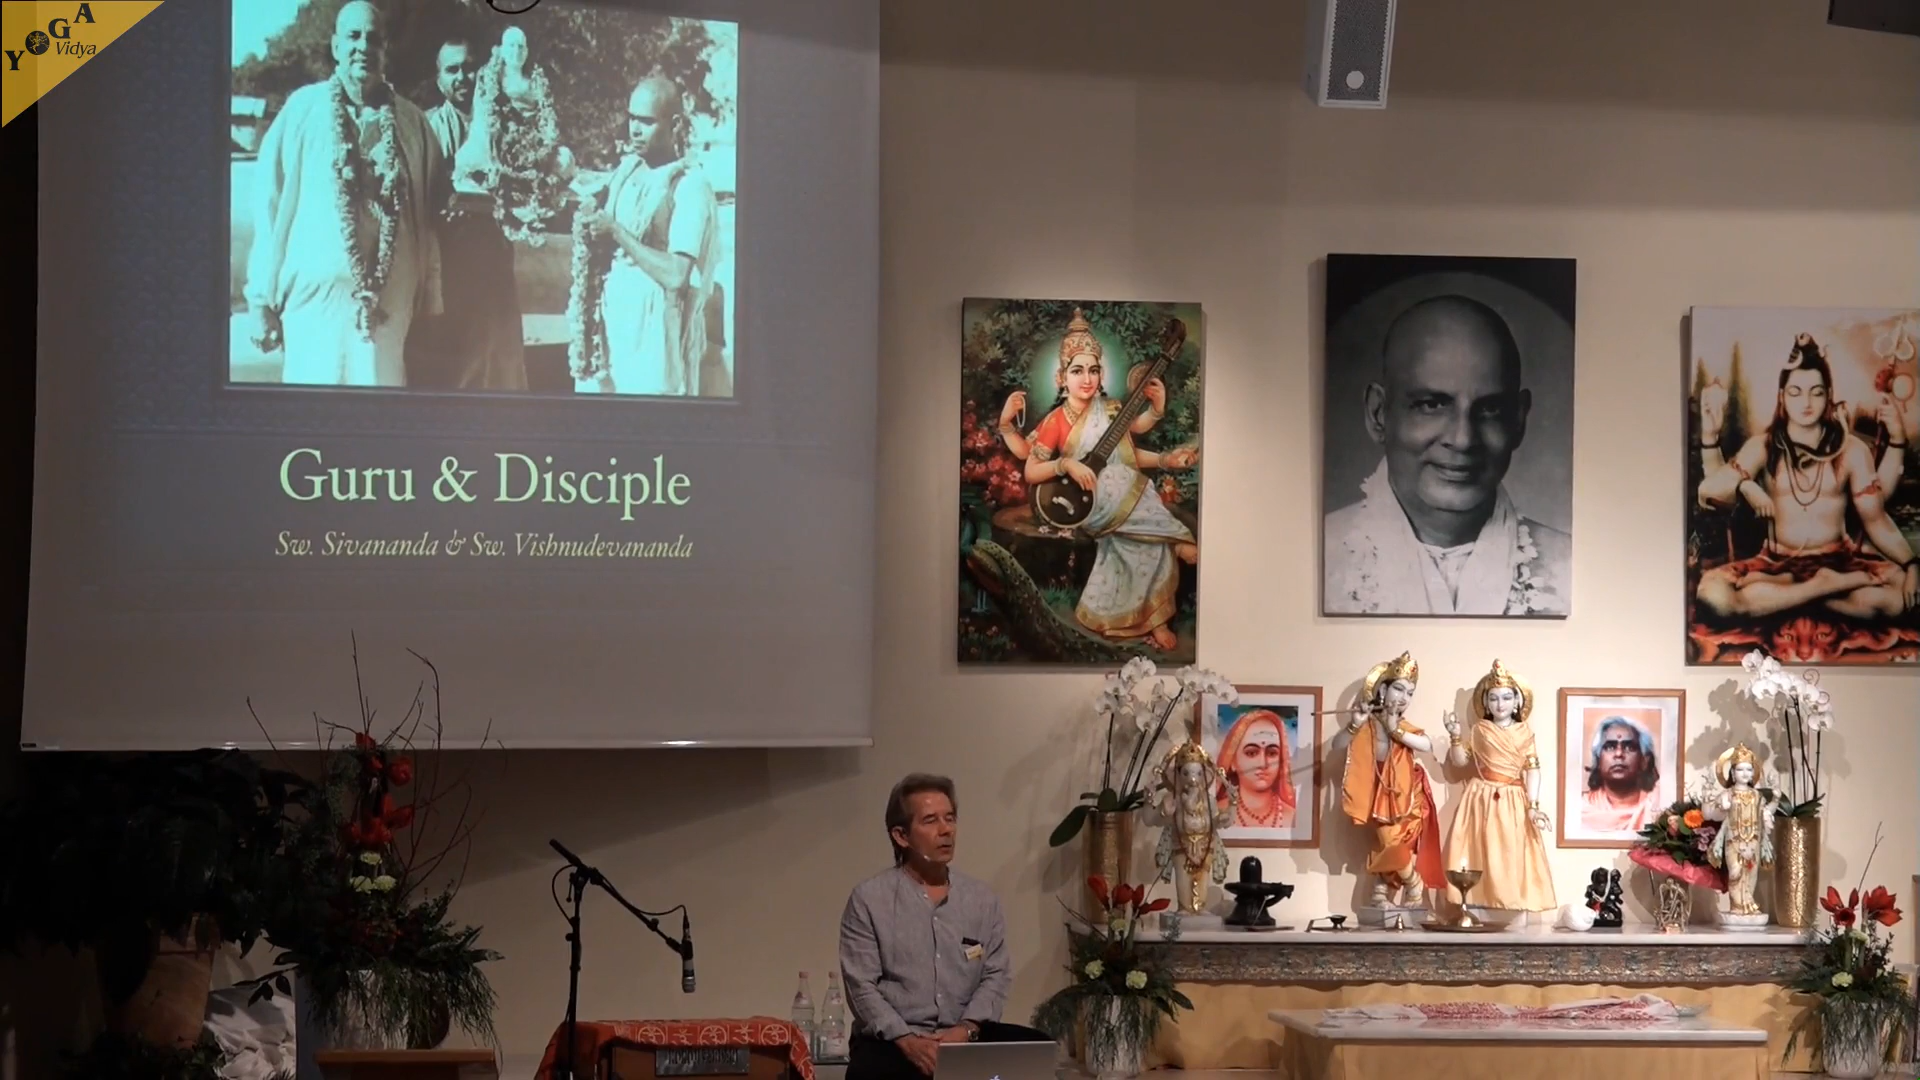 YOGA
Vidya
Guru & Disciple
Sw. Sivananda & Sw. Vishnudevananda